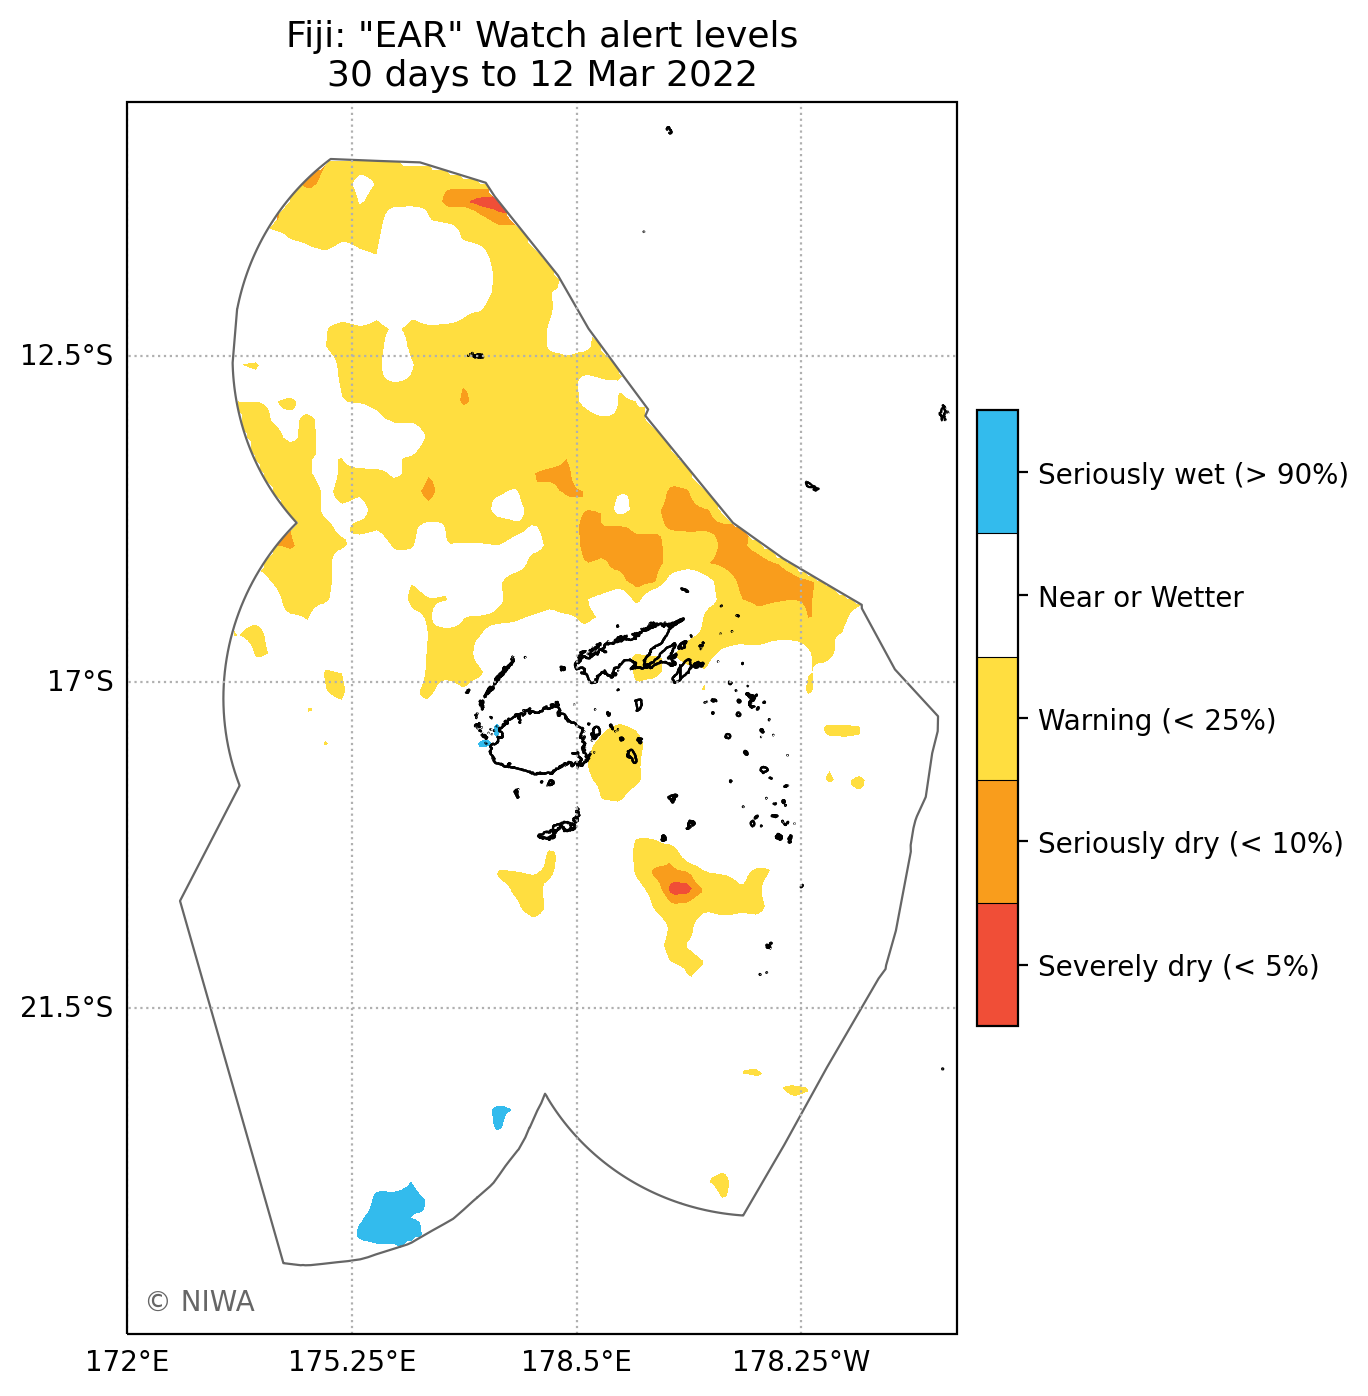 Fiji: "EAR" Watch alert levels
30 days to 12 Mar 2022
12.5°S
17°S
21.5°S
172°E
175.25°E
178.5°E
178.25°W
Seriously wet (> 90%)
Near or Wetter
Warning (< 25%)
Seriously dry (< 10%)
Severely dry (< 5%)
© NIWA